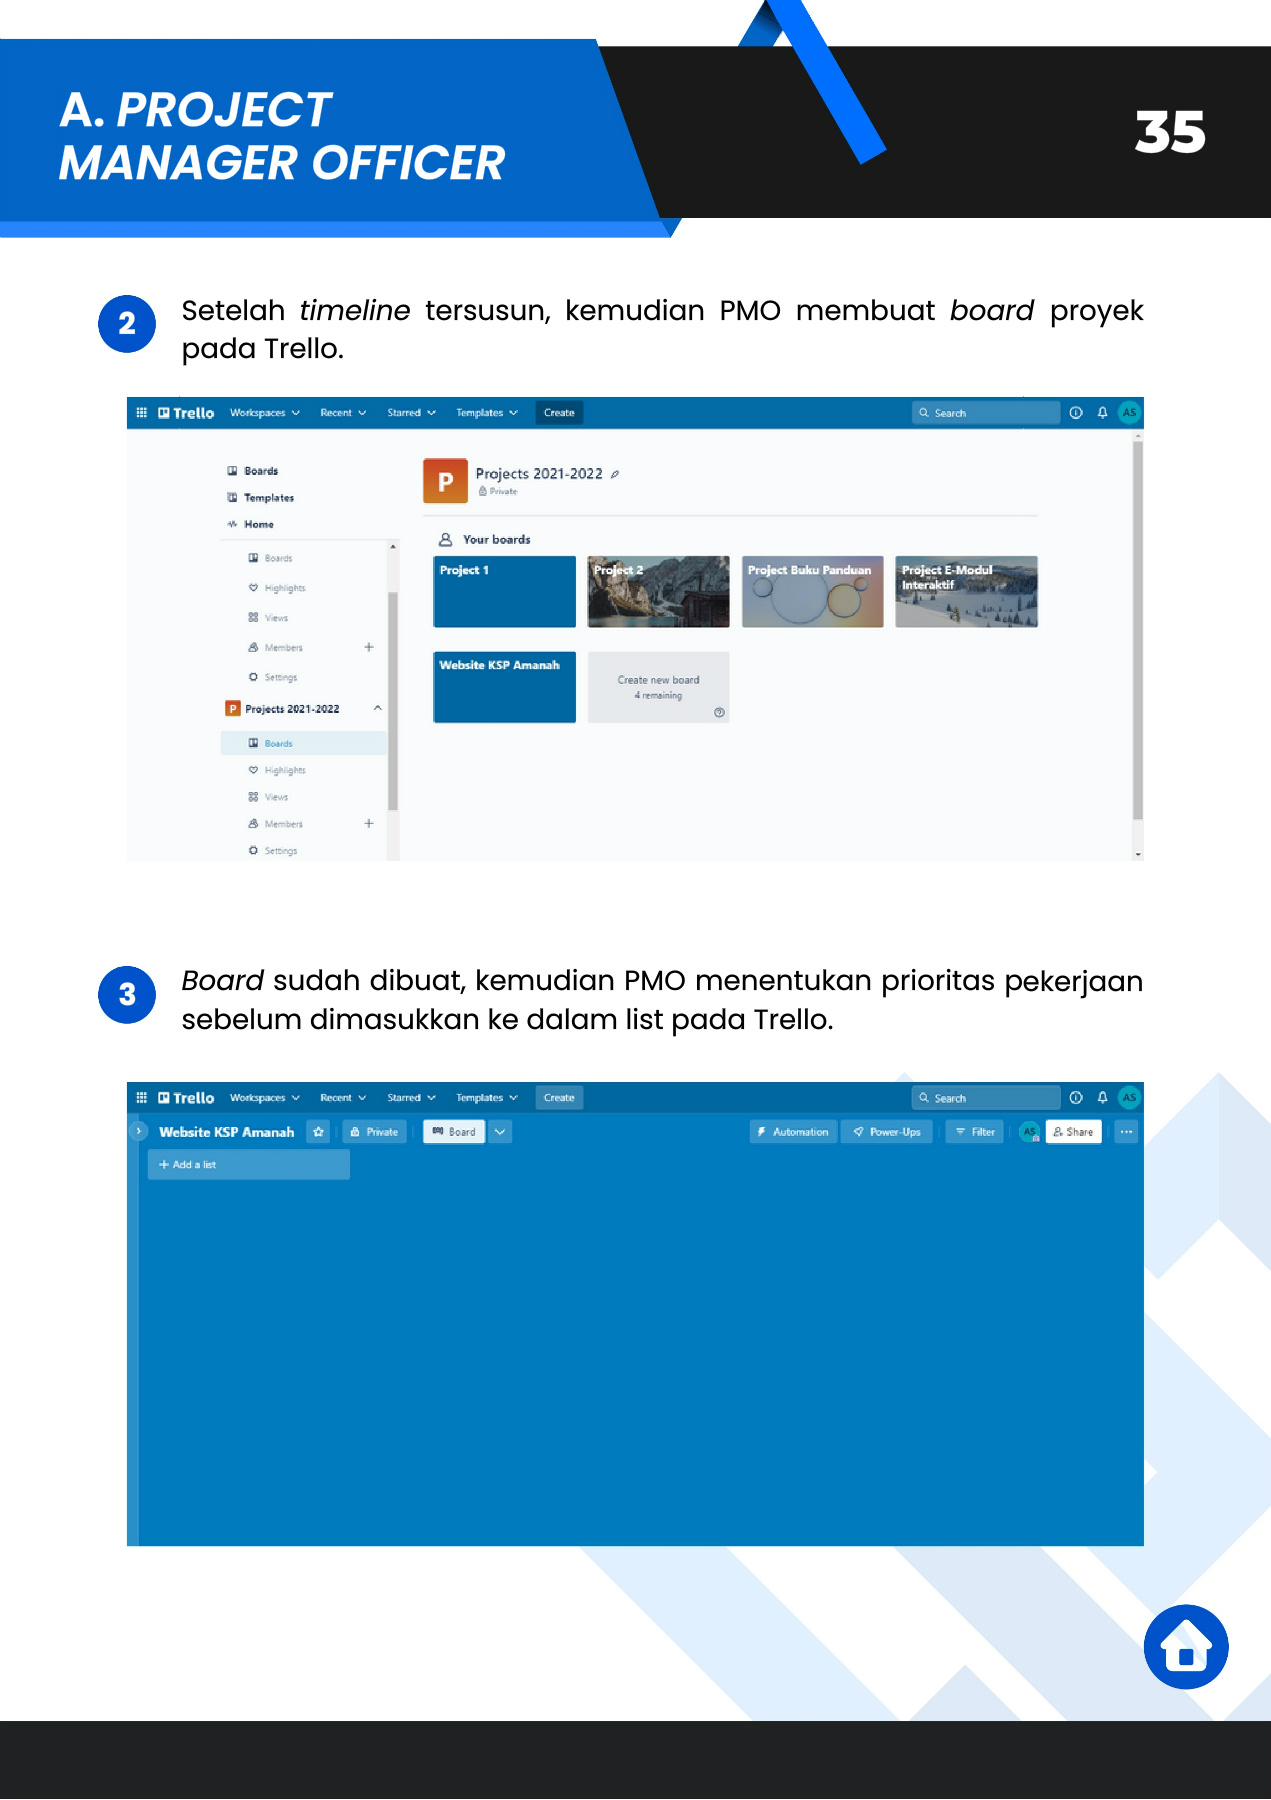 A. PROJECT
MANAGER OFFICER
35
2
Setelah timeline tersusun, kemudian PMO membuat board proyek
pada Trello.
Trello Workspaces Recent Starred Templates Create Search AS
Boards
Templates
Home
Boards
Highlights
Views
Members
Settings
P Projects 2021-2022
Boards
Highlights
Views
Members
Settings
P
Projects 2021-2022
Private
Your boards
Project 1
Project 2
Project Buku Panduan
Project E-Modul
Interaktif
Website KSP Amanah
Create new board
4 remaining
3
Board sudah dibuat, kemudian PMO menentukan prioritas pekerjaan
sebelum dimasukkan ke dalam list pada Trello.
Trello Workspaces Recent Starred Templates Create Search AS
Website KSP Amanah Private Board Automation Power-Ups Filter AS Share
+ Add a list